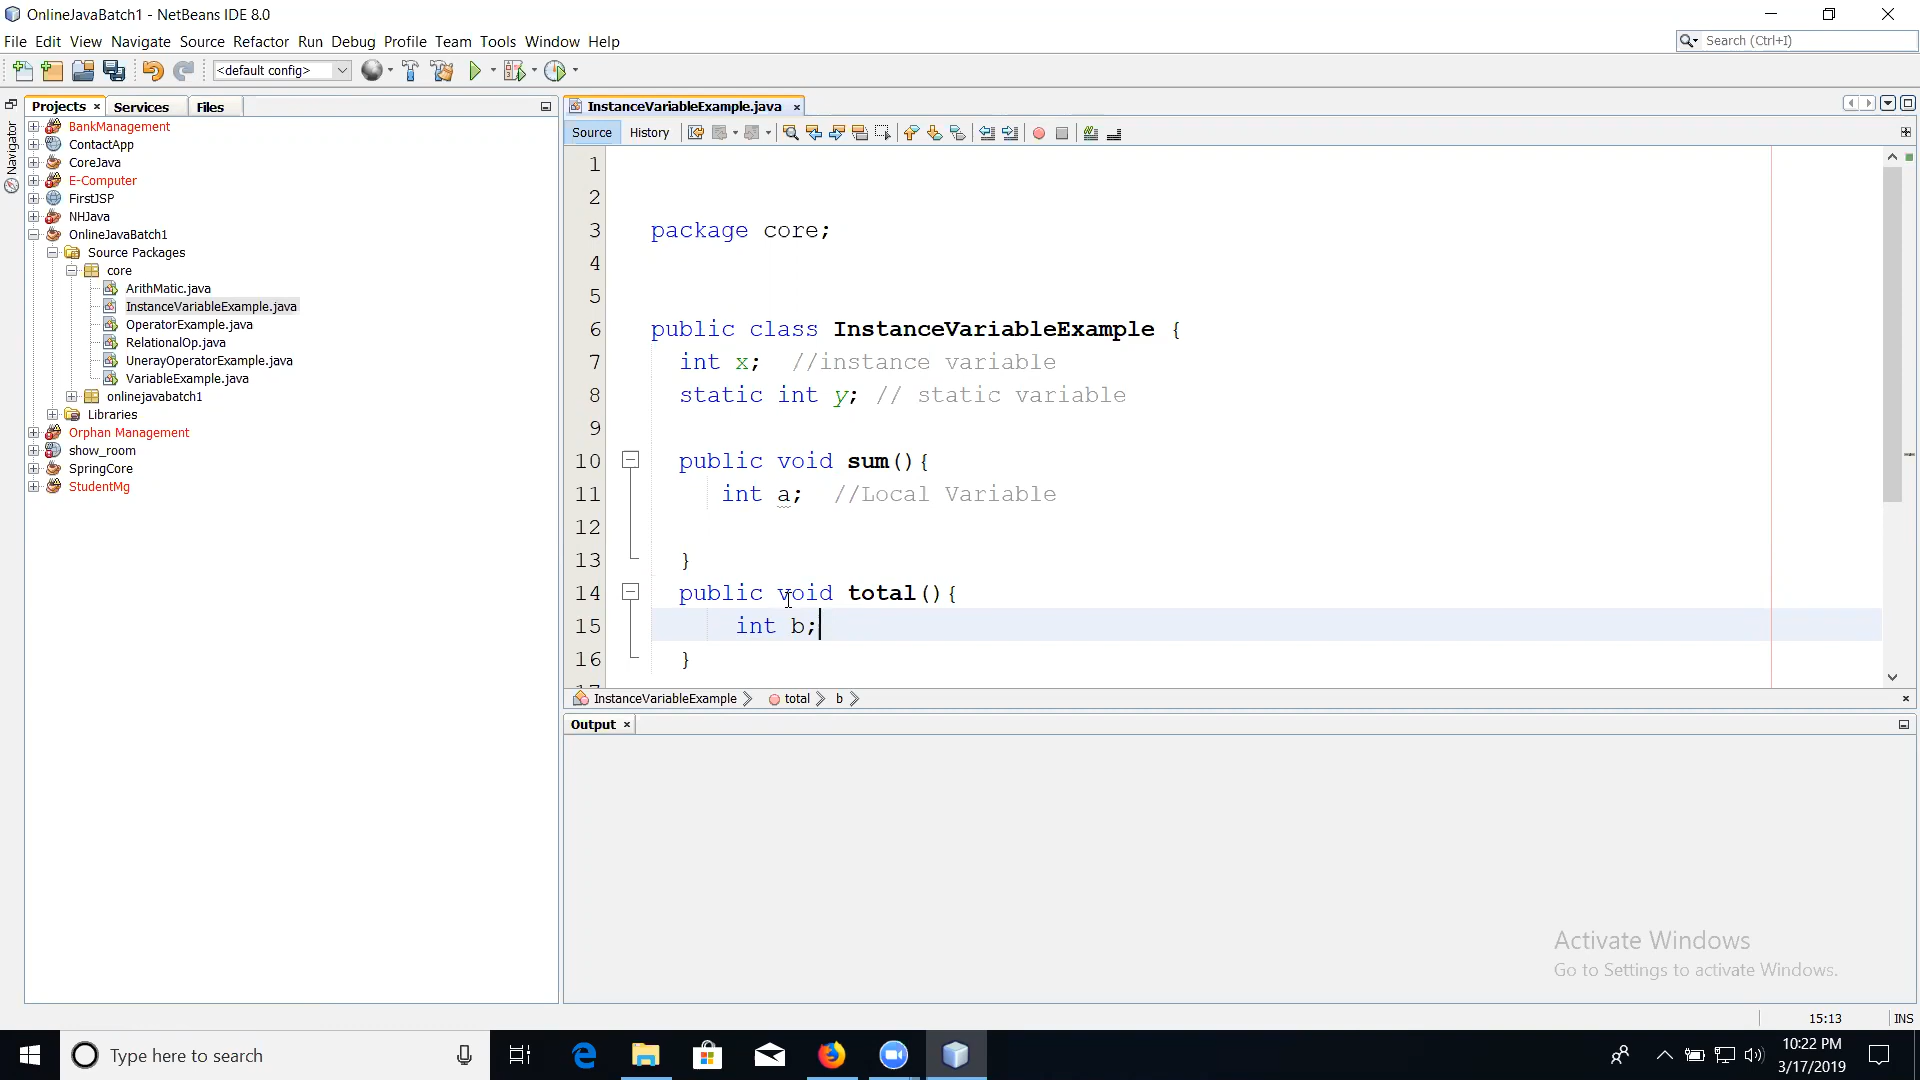 OnlineJavaBatch1 - NetBeans IDE 8.0
File Edit View Navigate Source Refactor Run Debug Profile Team Tools Window Help
Search (Ctrl+I)
<default config>
Projects × Services Files
Navigator
BankManagement
ContactApp
CoreJava
E-Computer
FirstJSP
NHJava
OnlineJavaBatch1
Source Packages
core
ArithMatic.java
InstanceVariableExample.java
OperatorExample.java
RelationalOp.java
UnerayOperatorExample.java
VariableExample.java
onlinejavabatch1
Libraries
Orphan Management
show_room
SpringCore
StudentMg
InstanceVariableExample.java ×
Source History
1
2
3 package core;
4
5
6 public class InstanceVariableExample {
7 int x; //instance variable
8 static int y; // static variable
9
10 public void sum(){
11 int a; //Local Variable
12
13 }
14 public void total(){
15 int b;
16 }
InstanceVariableExample total b
Output ×
Activate Windows
Go to Settings to activate Windows.
15:13 INS
Type here to search
10:22 PM
3/17/2019